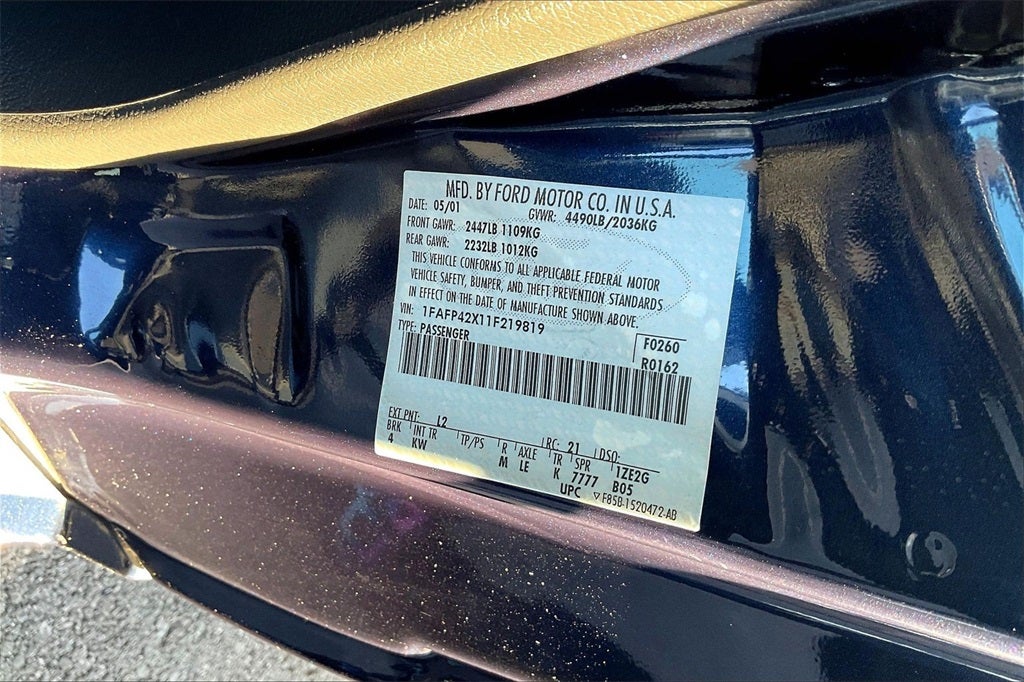 MFD. BY FORD MOTOR CO. IN U.S.A.
DATE: 05/01 GVWR: 4490LB/2036KG
FRONT GAWR: 2447LB 1109KG
REAR GAWR: 2232LB 1012KG
THIS VEHICLE CONFORMS TO ALL APPLICABLE FEDERAL MOTOR
VEHICLE SAFETY, BUMPER, AND THEFT PREVENTION STANDARDS
IN EFFECT ON THE DATE OF MANUFACTURE SHOWN ABOVE.
VIN: 1FAFP42X11F219819
TYPE: PASSENGER
F0260
R0162
EXT PNT: L2 RC: 21 DSO:
BRK INT TR TP/PS R AXLE TR SPR 1ZE2G
4 KW M LE K 7777 B05
UPC ▽F85B-1520472-AB